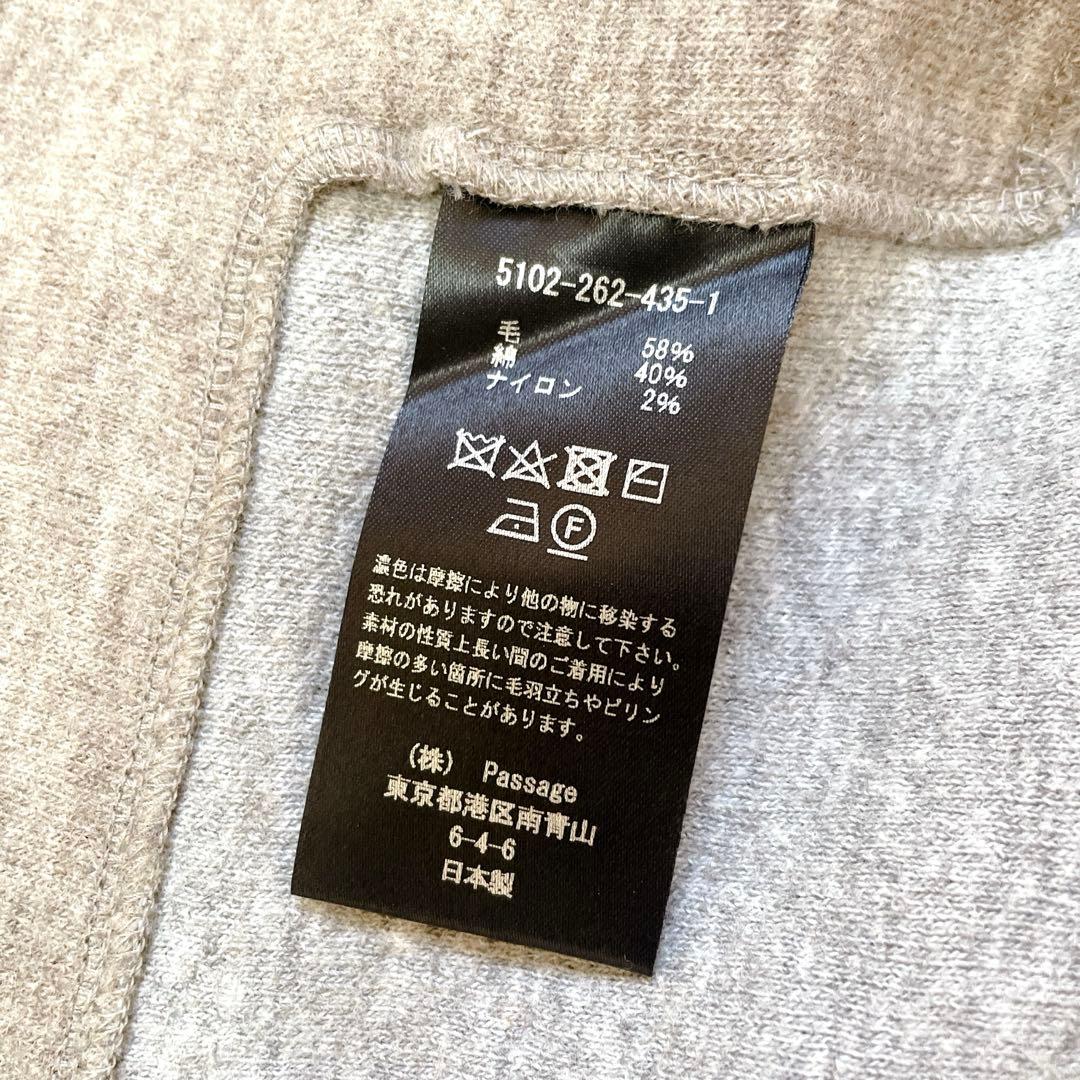 5102-262-435-1
毛 58%
綿 40%
ナイロン 2%
F
濃色は摩擦により他の物に移染する
恐れがありますので注意して下さい。
素材の性質上長い間のご着用により
摩擦の多い箇所に毛羽立ちやピリン
グが生じることがあります。
(株) Passage
東京都港区南青山
6-4-6
日本製